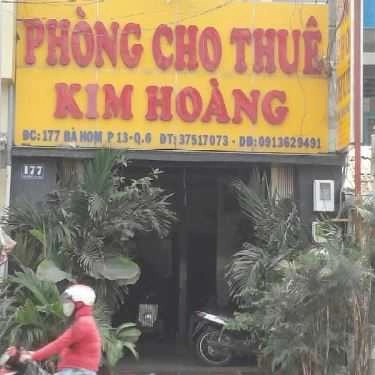 PHÒNG CHO THUÊ
KIM HOÀNG
ĐC: 177 BÀ HOM P 13-Q.6 ĐT: 37517073 - DĐ: 0913629491
177